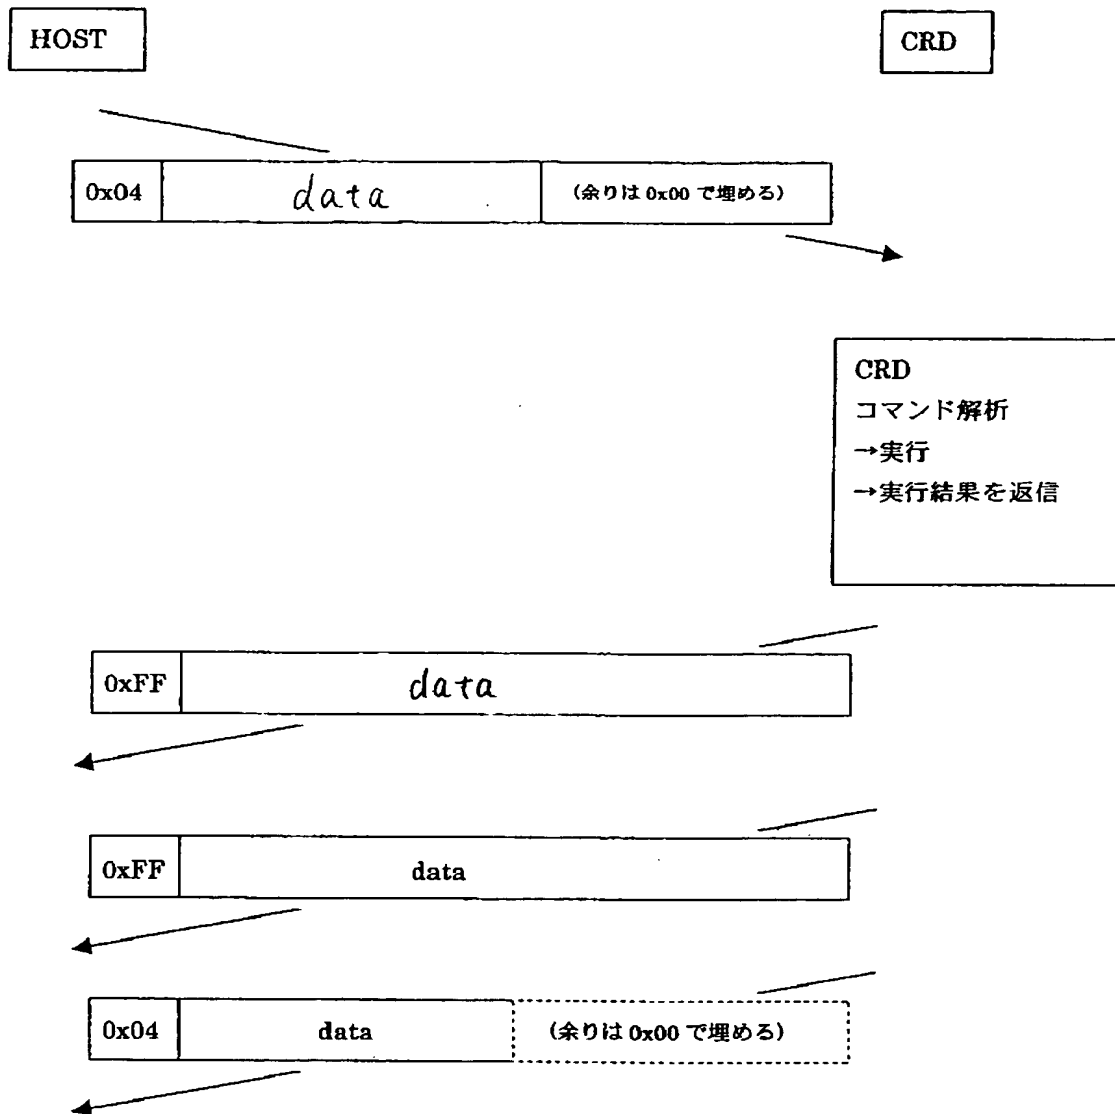 HOST
CRD
0x04
data
(余りは 0x00 で埋める)
CRD
コマンド解析
→実行
→実行結果を返信
0xFF
data
0xFF
data
0x04
data
(余りは 0x00 で埋める)